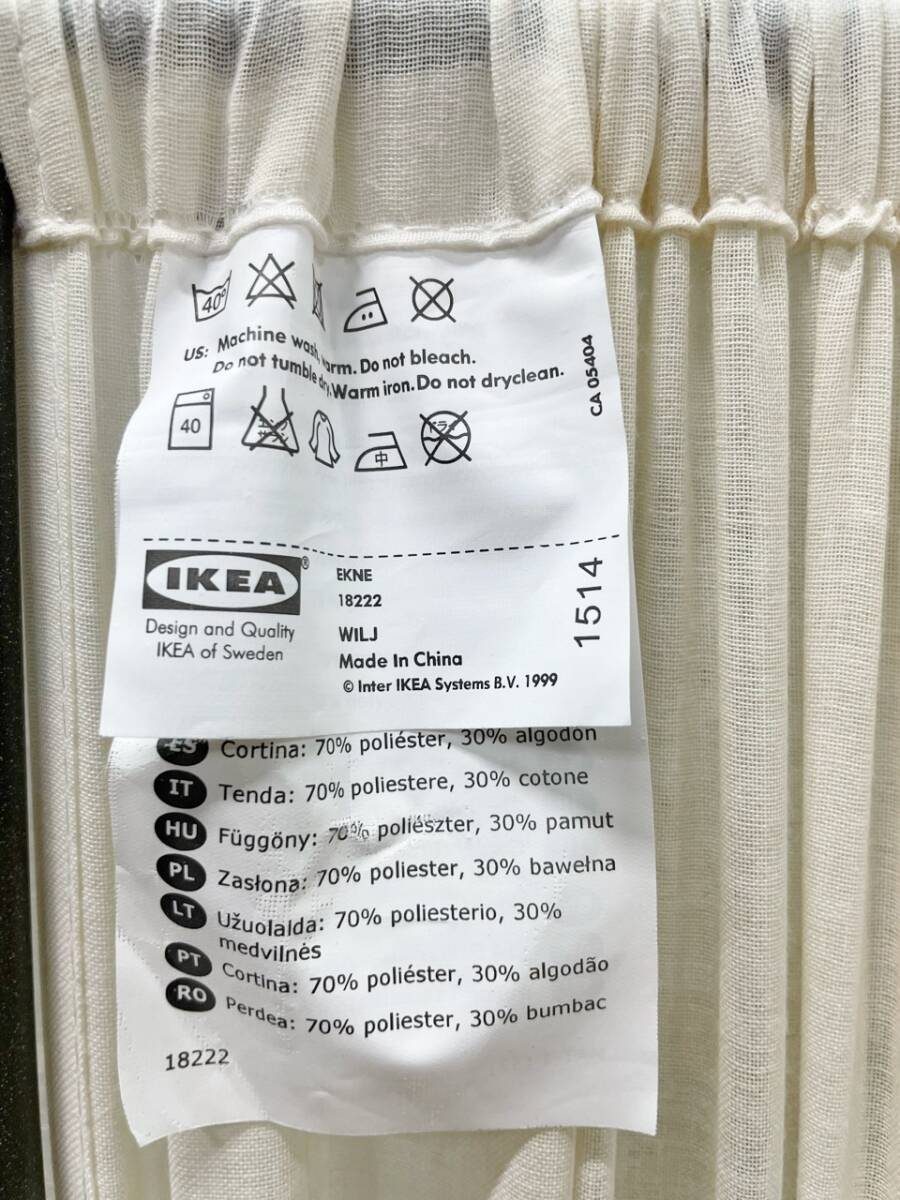 40°
US: Machine wash, warm. Do not bleach.
Do not tumble dry. Warm iron. Do not dryclean.
CA 05404
40
中
IKEA®
Design and Quality
IKEA of Sweden
EKNE
18222
WILJ
Made In China
© Inter IKEA Systems B.V. 1999
1514
ES Cortina: 70% poliéster, 30% algodón
IT Tenda: 70% poliestere, 30% cotone
HU Függöny: 70% poliészter, 30% pamut
PL Zasłona: 70% poliester, 30% bawełna
LT Užuolaida: 70% poliesterio, 30%
medvilnės
PT Cortina: 70% poliéster, 30% algodão
RO Perdea: 70% poliester, 30% bumbac
18222